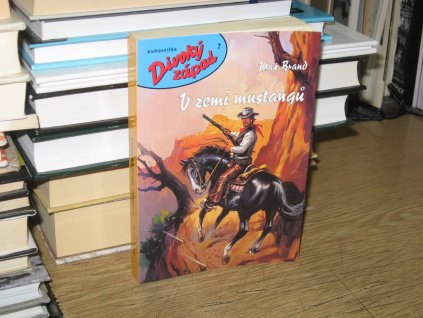 knihovnička
Divoký
západ
7
Max Brand
V zemi mustangů